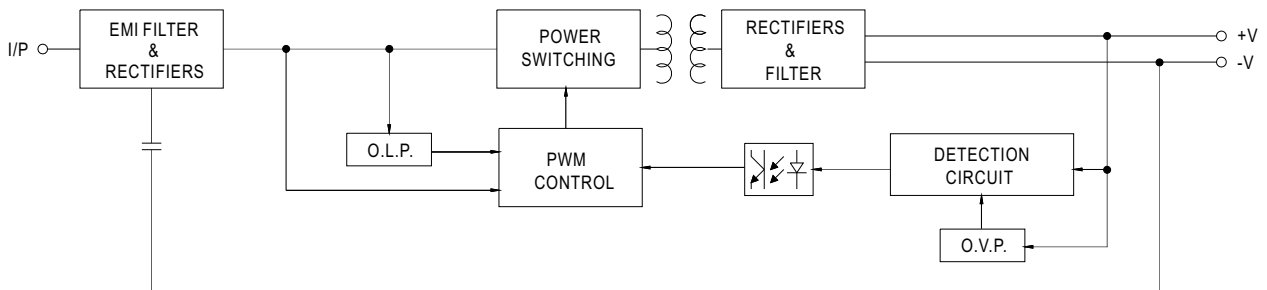 I/P
EMI FILTER
&
RECTIFIERS
POWER
SWITCHING
RECTIFIERS
&
FILTER
+V
-V
O.L.P.
PWM
CONTROL
DETECTION
CIRCUIT
O.V.P.